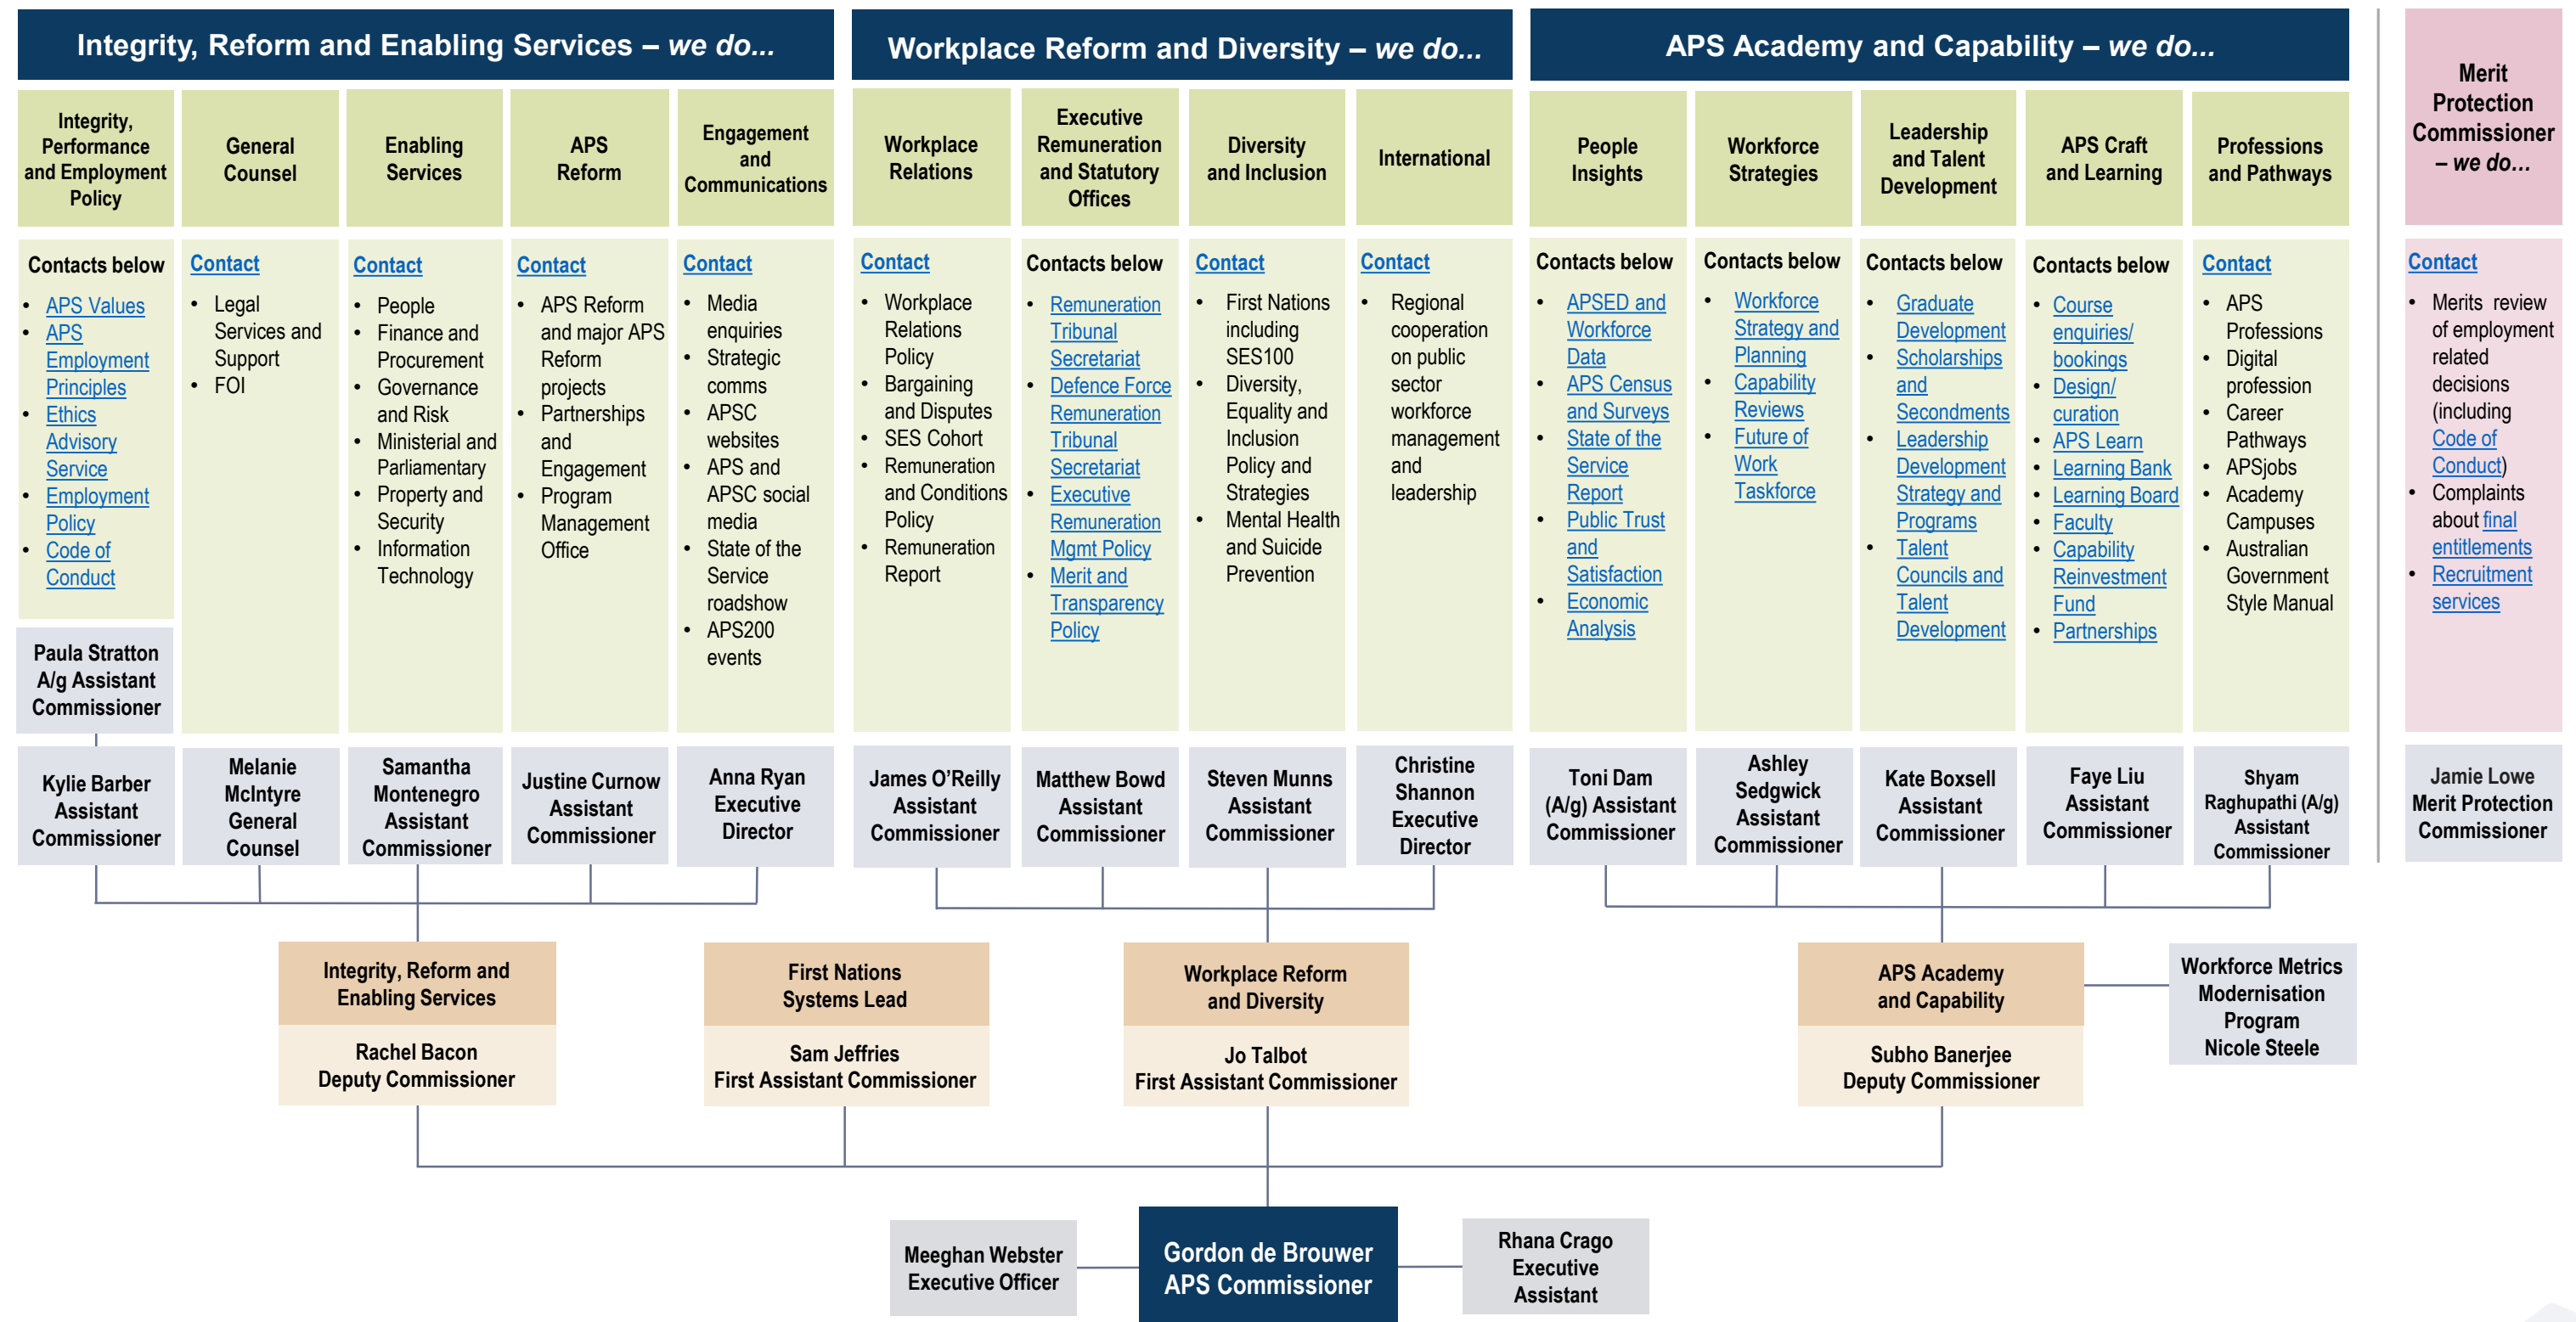 Integrity, Reform and Enabling Services – we do...
Integrity,
Performance
and Employment
Policy
Contacts below
• APS Values
• APS
Employment
Principles
• Ethics
Advisory
Service
• Employment
Policy
• Code of
Conduct
Paula Stratton
A/g Assistant
Commissioner
Kylie Barber
Assistant
Commissioner
General
Counsel
Contact
• Legal
Services and
Support
• FOI
Melanie
McIntyre
General
Counsel
Enabling
Services
Contact
• People
• Finance and
Procurement
• Governance
and Risk
• Ministerial and
Parliamentary
• Property and
Security
• Information
Technology
Samantha
Montenegro
Assistant
Commissioner
APS
Reform
Contact
• APS Reform
and major APS
Reform
projects
• Partnerships
and
Engagement
• Program
Management
Office
Justine Curnow
Assistant
Commissioner
Engagement
and
Communications
Contact
• Media
enquiries
• Strategic
comms
• APSC
websites
• APS and
APSC social
media
• State of the
Service
roadshow
• APS200
events
Anna Ryan
Executive
Director
Workplace Reform and Diversity – we do...
Workplace
Relations
Contact
• Workplace
Relations
Policy
• Bargaining
and Disputes
• SES Cohort
• Remuneration
and Conditions
Policy
• Remuneration
Report
James O’Reilly
Assistant
Commissioner
Executive
Remuneration
and Statutory
Offices
Contacts below
• Remuneration
Tribunal
Secretariat
• Defence Force
Remuneration
Tribunal
Secretariat
• Executive
Remuneration
Mgmt Policy
• Merit and
Transparency
Policy
Matthew Bowd
Assistant
Commissioner
Diversity
and Inclusion
Contact
• First Nations
including
SES100
• Diversity,
Equality and
Inclusion
Policy and
Strategies
• Mental Health
and Suicide
Prevention
Steven Munns
Assistant
Commissioner
International
Contact
• Regional
cooperation
on public
sector
workforce
management
and
leadership
Christine
Shannon
Executive
Director
APS Academy and Capability – we do...
People
Insights
Contacts below
• APSED and
Workforce
Data
• APS Census
and Surveys
• State of the
Service
Report
• Public Trust
and
Satisfaction
• Economic
Analysis
Toni Dam
(A/g) Assistant
Commissioner
Workforce
Strategies
Contacts below
• Workforce
Strategy and
Planning
• Capability
Reviews
• Future of
Work
Taskforce
Ashley
Sedgwick
Assistant
Commissioner
Leadership
and Talent
Development
Contacts below
• Graduate
Development
• Scholarships
and
Secondments
• Leadership
Development
Strategy and
Programs
• Talent
Councils and
Talent
Development
Kate Boxsell
Assistant
Commissioner
APS Craft
and Learning
Contacts below
• Course
enquiries/
bookings
• Design/
curation
• APS Learn
• Learning Bank
• Learning Board
• Faculty
• Capability
Reinvestment
Fund
• Partnerships
Faye Liu
Assistant
Commissioner
Professions
and Pathways
Contact
• APS
Professions
• Digital
profession
• Career
Pathways
• APSjobs
• Academy
Campuses
• Australian
Government
Style Manual
Shyam
Raghupathi (A/g)
Assistant
Commissioner
Merit
Protection
Commissioner
– we do...
Contact
• Merits review
of employment
related
decisions
(including
Code of
Conduct)
• Complaints
about final
entitlements
• Recruitment
services
Jamie Lowe
Merit Protection
Commissioner
Integrity, Reform and
Enabling Services
Rachel Bacon
Deputy Commissioner
First Nations
Systems Lead
Sam Jeffries
First Assistant Commissioner
Workplace Reform
and Diversity
Jo Talbot
First Assistant Commissioner
APS Academy
and Capability
Subho Banerjee
Deputy Commissioner
Workforce Metrics
Modernisation
Program
Nicole Steele
Meeghan Webster
Executive Officer
Gordon de Brouwer
APS Commissioner
Rhana Crago
Executive
Assistant